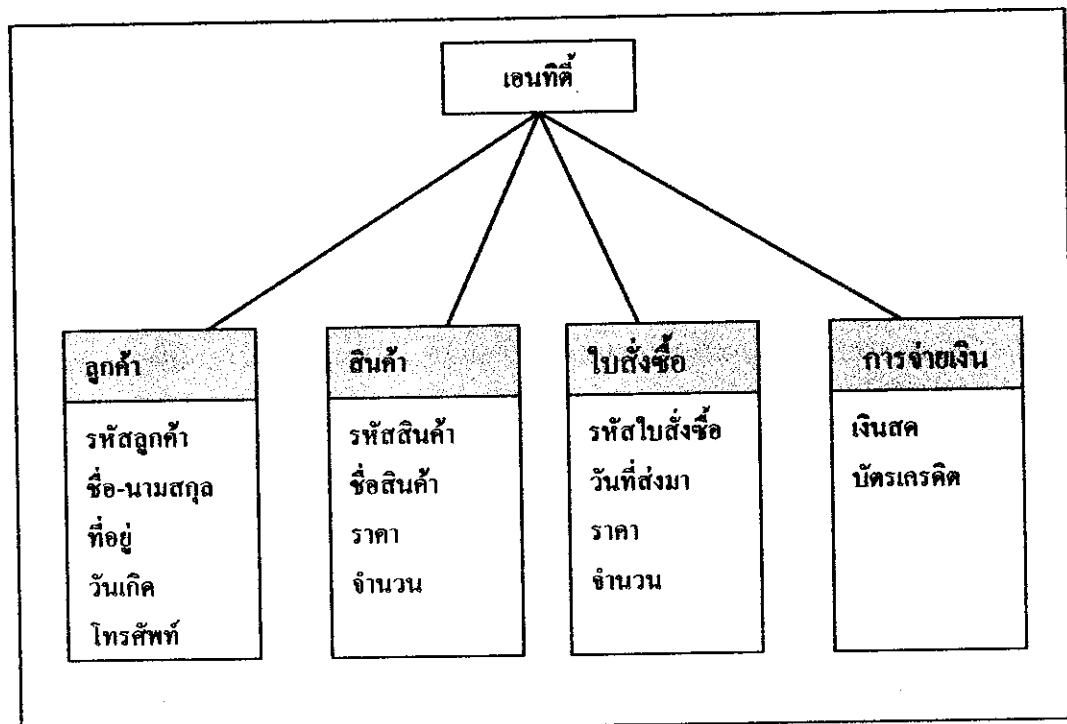 เอนทิตี้
ลูกค้า
รหัสลูกค้า
ชื่อ-นามสกุล
ที่อยู่
วันเกิด
โทรศัพท์
สินค้า
รหัสสินค้า
ชื่อสินค้า
ราคา
จำนวน
ใบสั่งซื้อ
รหัสใบสั่งซื้อ
วันที่ส่งมา
ราคา
จำนวน
การจ่ายเงิน
เงินสด
บัตรเครดิต